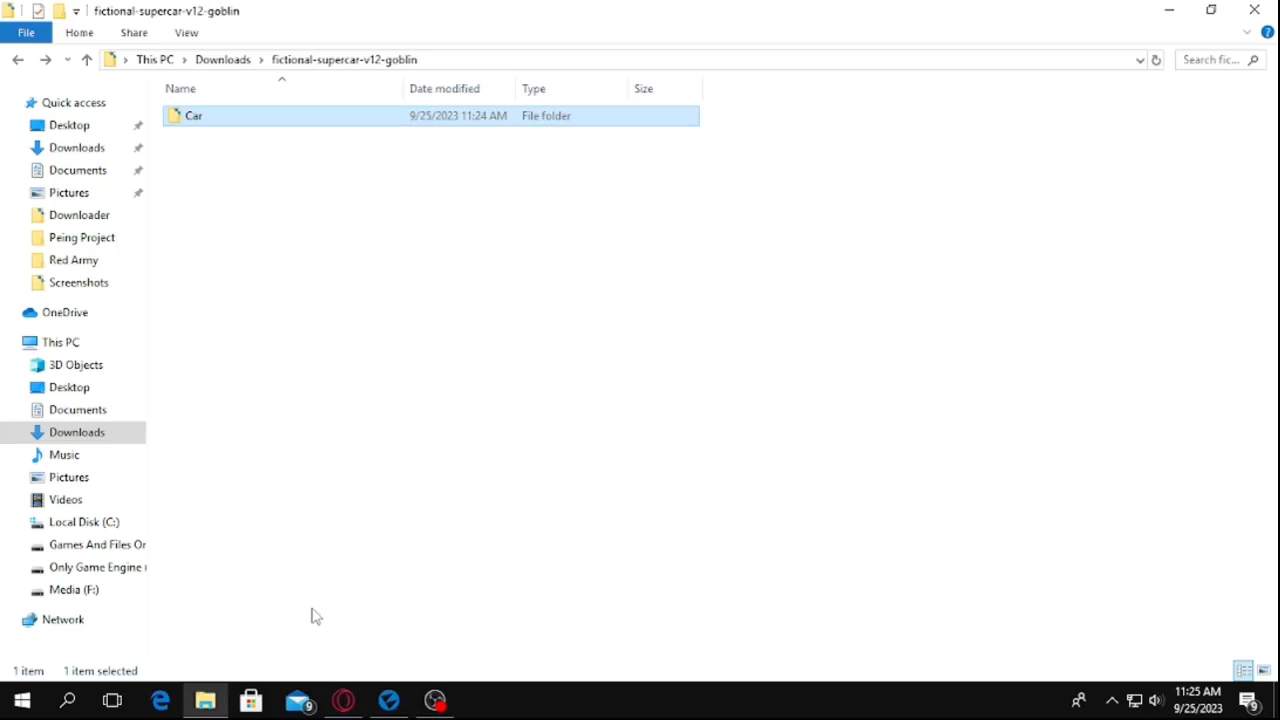 fictional-supercar-v12-goblin
File Home Share View
This PC Downloads fictional-supercar-v12-goblin Search fic...
Name Date modified Type Size
Car 9/25/2023 11:24 AM File folder
Quick access
Desktop
Downloads
Documents
Pictures
Downloader
Peing Project
Red Army
Screenshots
OneDrive
This PC
3D Objects
Desktop
Documents
Downloads
Music
Pictures
Videos
Local Disk (C:)
Games And Files Or
Only Game Engine (
Media (F:)
Network
1 item 1 item selected
9
11:25 AM
9/25/2023
9